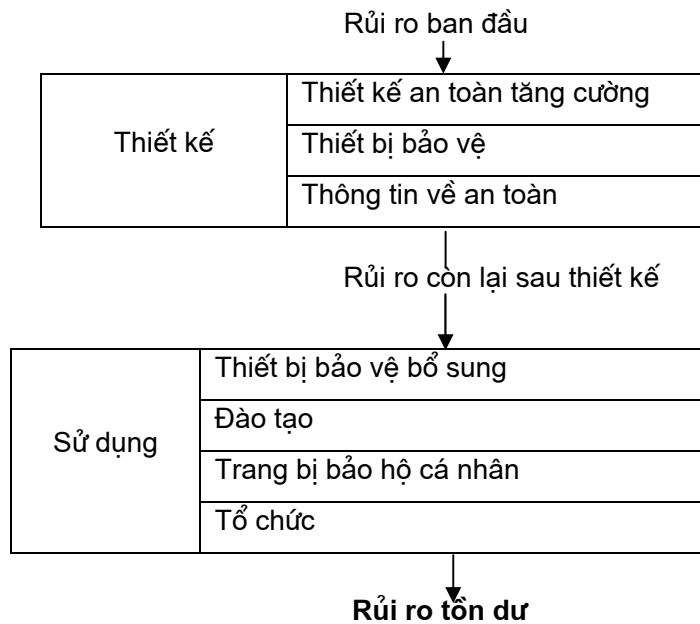 Rủi ro ban đầu
Thiết kế
Thiết kế an toàn tăng cường
Thiết bị bảo vệ
Thông tin về an toàn
Rủi ro còn lại sau thiết kế
Sử dụng
Thiết bị bảo vệ bổ sung
Đào tạo
Trang bị bảo hộ cá nhân
Tổ chức
Rủi ro tồn dư